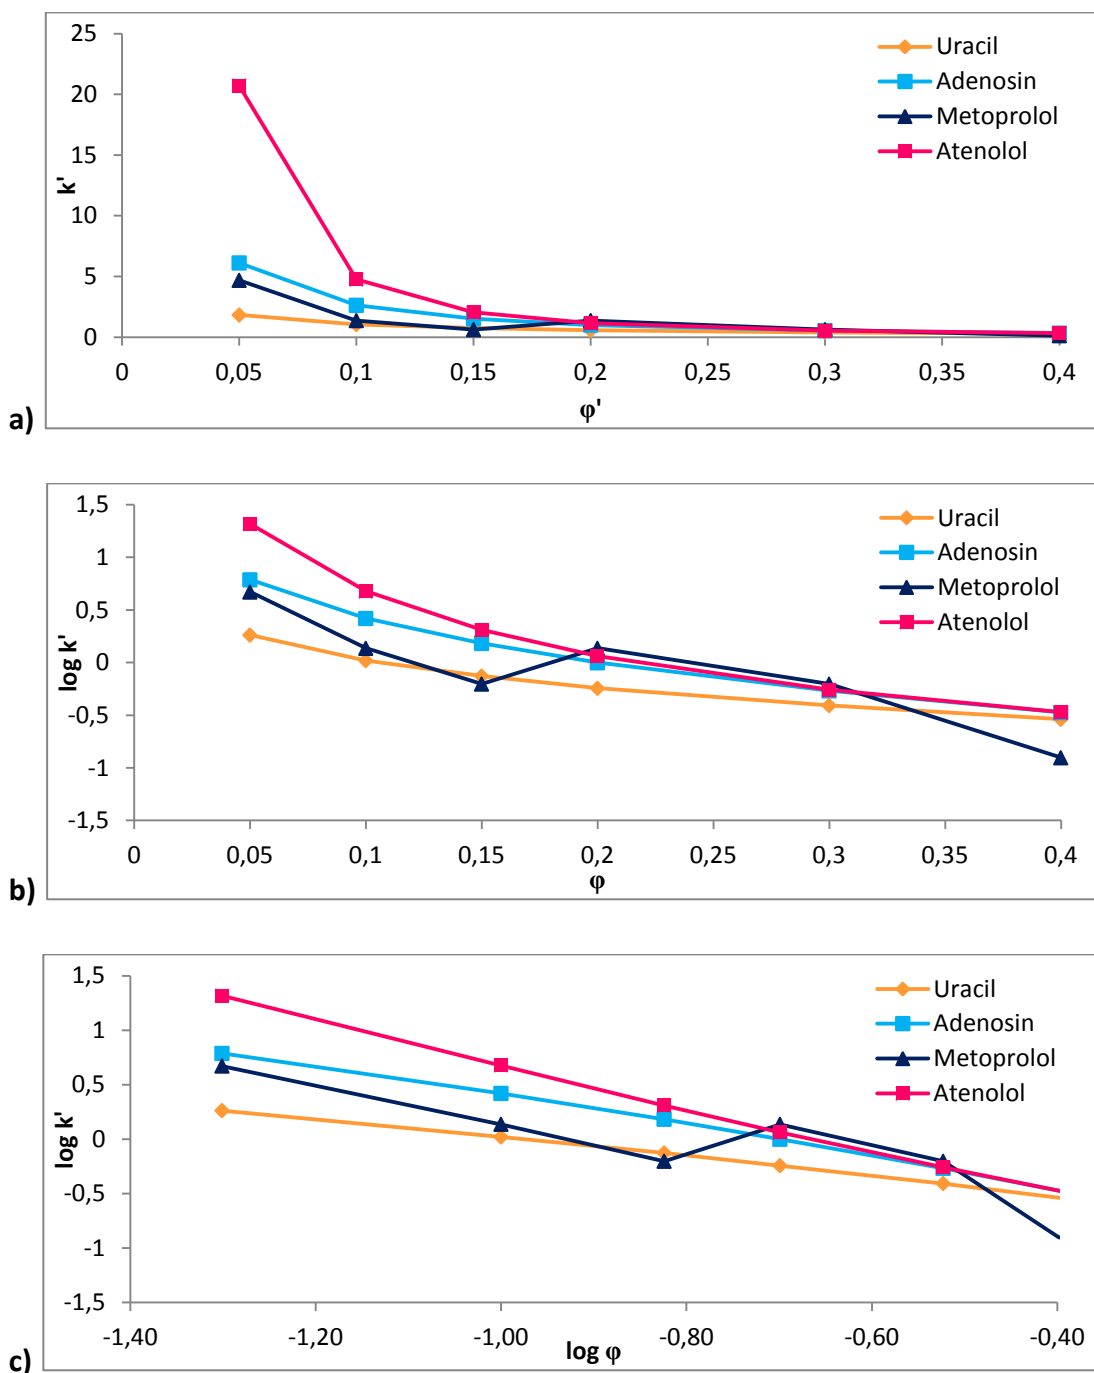 25
20
15
10
5
0
k'
0 0,05 0,1 0,15 0,2 0,25 0,3 0,35 0,4
φ'
Uracil
Adenosin
Metoprolol
Atenolol
a)
1,5
1
0,5
0
-0,5
-1
-1,5
log k'
0 0,05 0,1 0,15 0,2 0,25 0,3 0,35 0,4
φ
Uracil
Adenosin
Metoprolol
Atenolol
b)
1,5
1
0,5
0
-0,5
-1
-1,5
log k'
-1,40 -1,20 -1,00 -0,80 -0,60 -0,40
log φ
Uracil
Adenosin
Metoprolol
Atenolol
c)